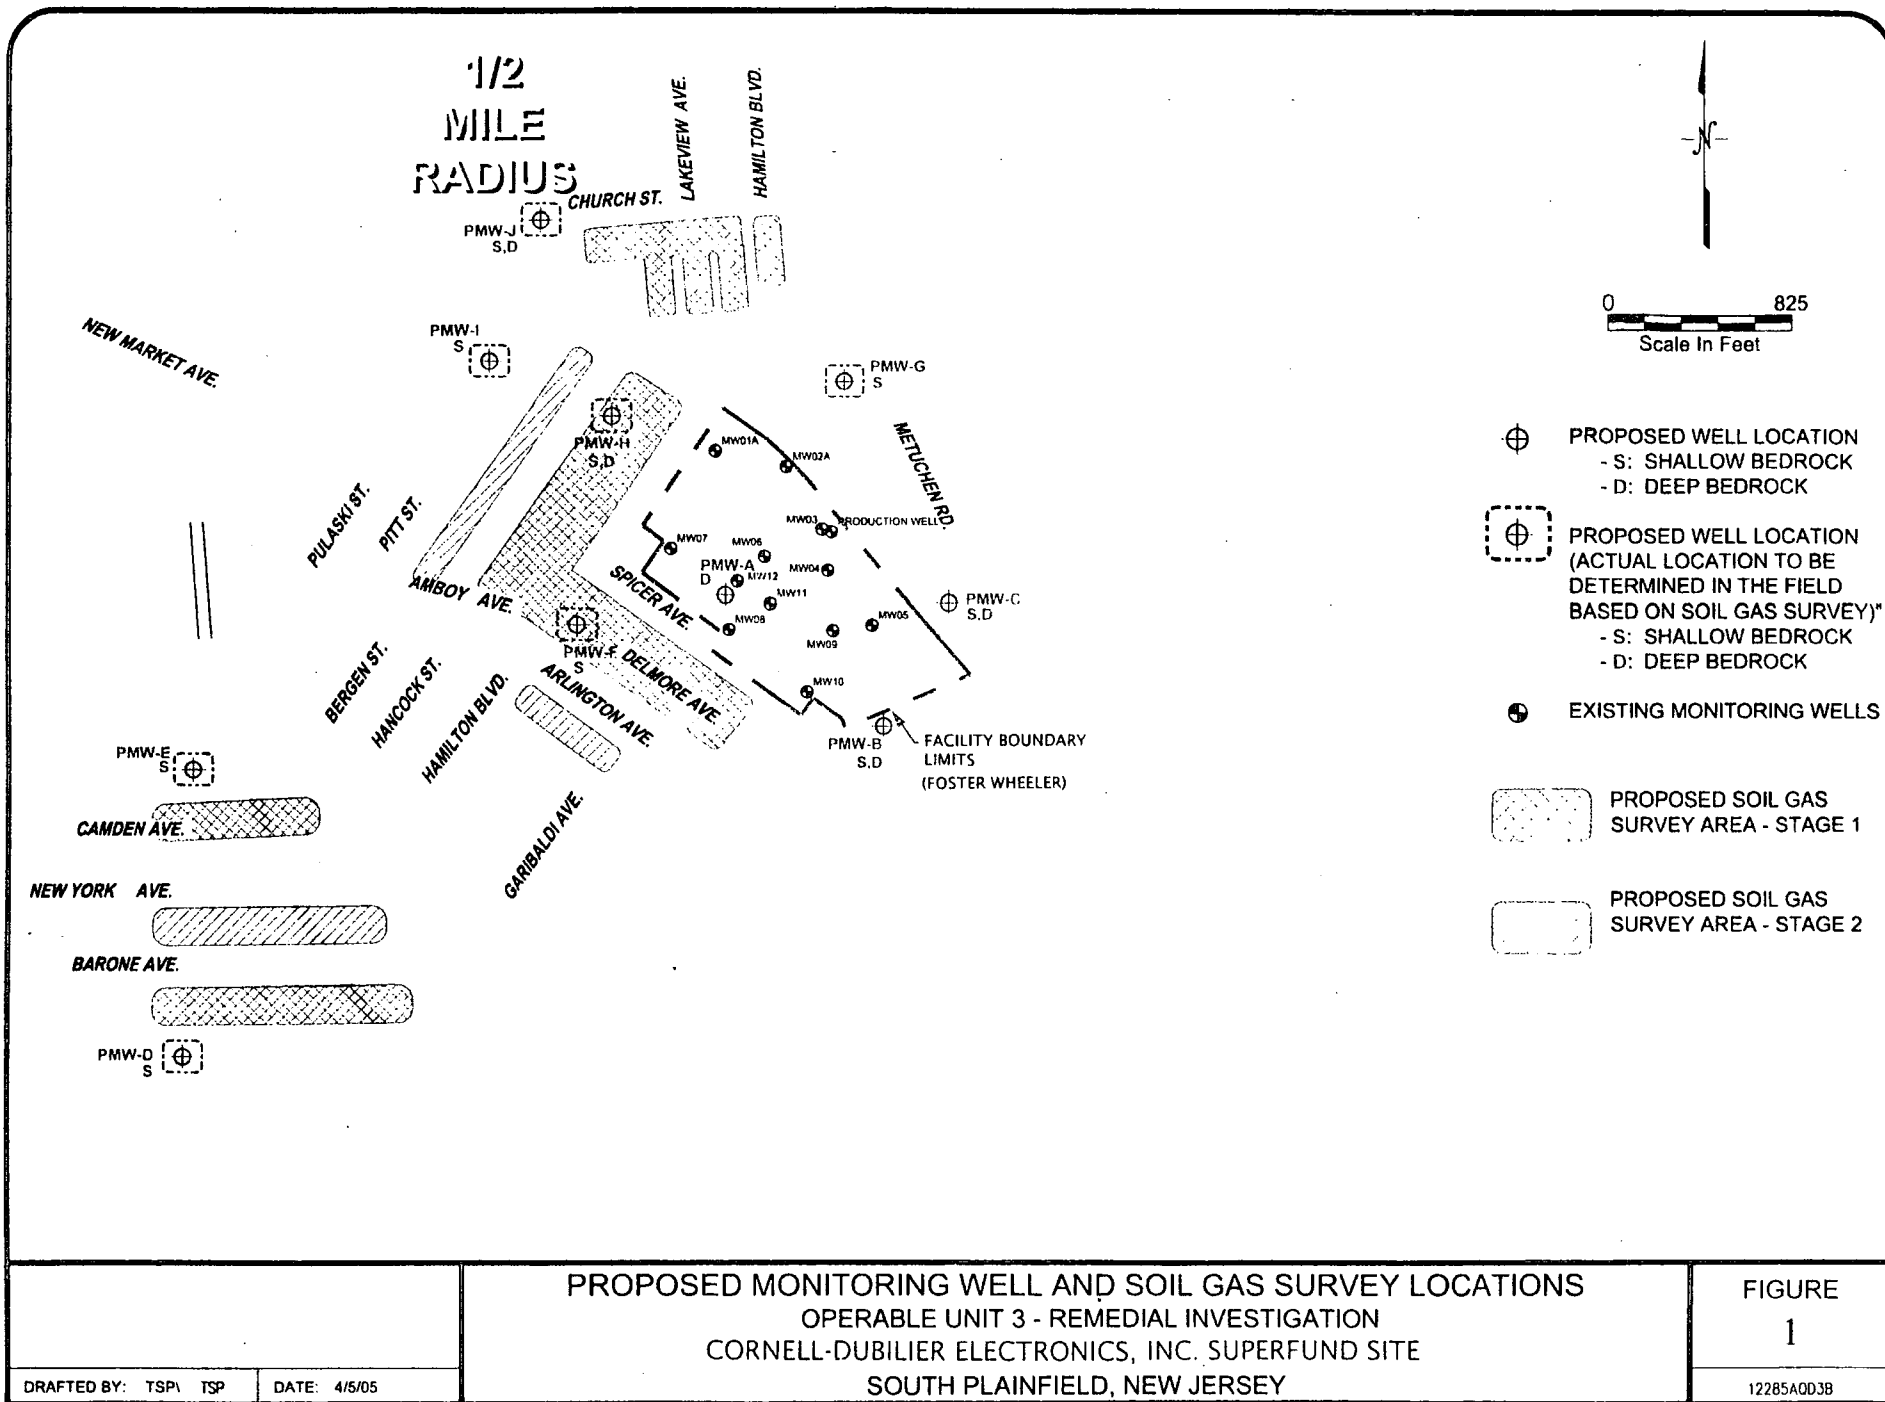 1/2
MILE
RADIUS
LAKEVIEW AVE.
HAMILTON BLVD.
CHURCH ST.
PMW-J
S,D
N
0 825
Scale In Feet
NEW MARKET AVE.
PMW-I
S
PMW-G
S
PMW-H
S,D
METUCHEN RD.
MW01A
MW02A
MW03
PRODUCTION WELL
PULASKI ST.
PITT ST.
MW07
MW06
MW04
PMW-A
D
MW12
MW11
AMBOY AVE.
SPICER AVE.
PMW-C
S,D
MW08
MW05
MW09
PMW-F
S
DELMORE AVE.
ARLINGTON AVE.
BERGEN ST.
HANCOCK ST.
HAMILTON BLVD.
MW10
PMW-B
S,D
FACILITY BOUNDARY
LIMITS
(FOSTER WHEELER)
GARIBALDI AVE.
PMW-E
S
CAMDEN AVE.
NEW YORK AVE.
BARONE AVE.
PMW-D
S
PROPOSED WELL LOCATION
- S: SHALLOW BEDROCK
- D: DEEP BEDROCK
PROPOSED WELL LOCATION
(ACTUAL LOCATION TO BE
DETERMINED IN THE FIELD
BASED ON SOIL GAS SURVEY)"
- S: SHALLOW BEDROCK
- D: DEEP BEDROCK
EXISTING MONITORING WELLS
PROPOSED SOIL GAS
SURVEY AREA - STAGE 1
PROPOSED SOIL GAS
SURVEY AREA - STAGE 2
DRAFTED BY: TSP\ TSP
DATE: 4/5/05
PROPOSED MONITORING WELL AND SOIL GAS SURVEY LOCATIONS
OPERABLE UNIT 3 - REMEDIAL INVESTIGATION
CORNELL-DUBILIER ELECTRONICS, INC. SUPERFUND SITE
SOUTH PLAINFIELD, NEW JERSEY
FIGURE
1
12285AQD3B